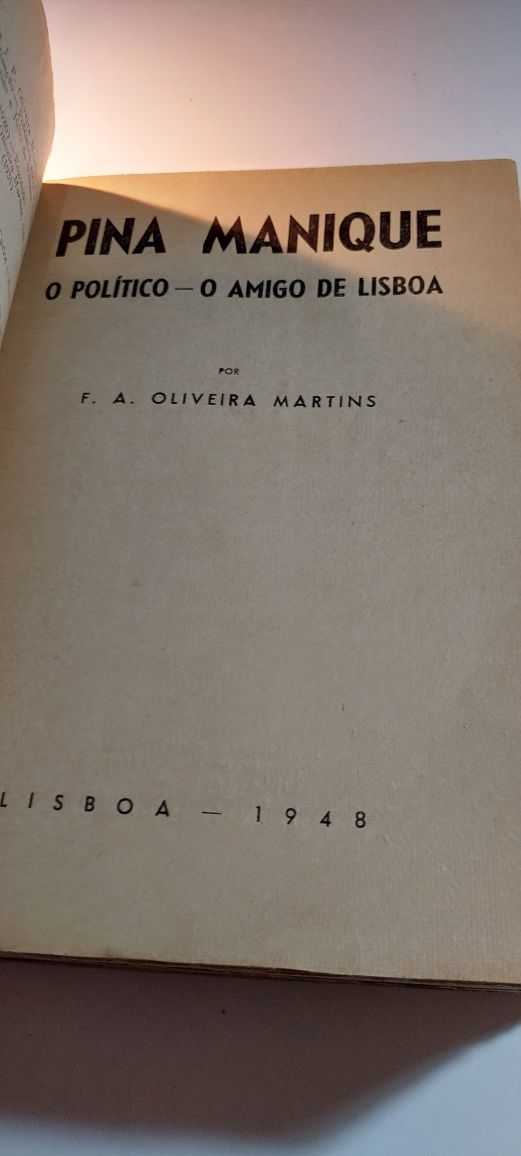 PINA MANIQUE
O POLÍTICO — O AMIGO DE LISBOA
POR
F. A. OLIVEIRA MARTINS
LISBOA — 1948